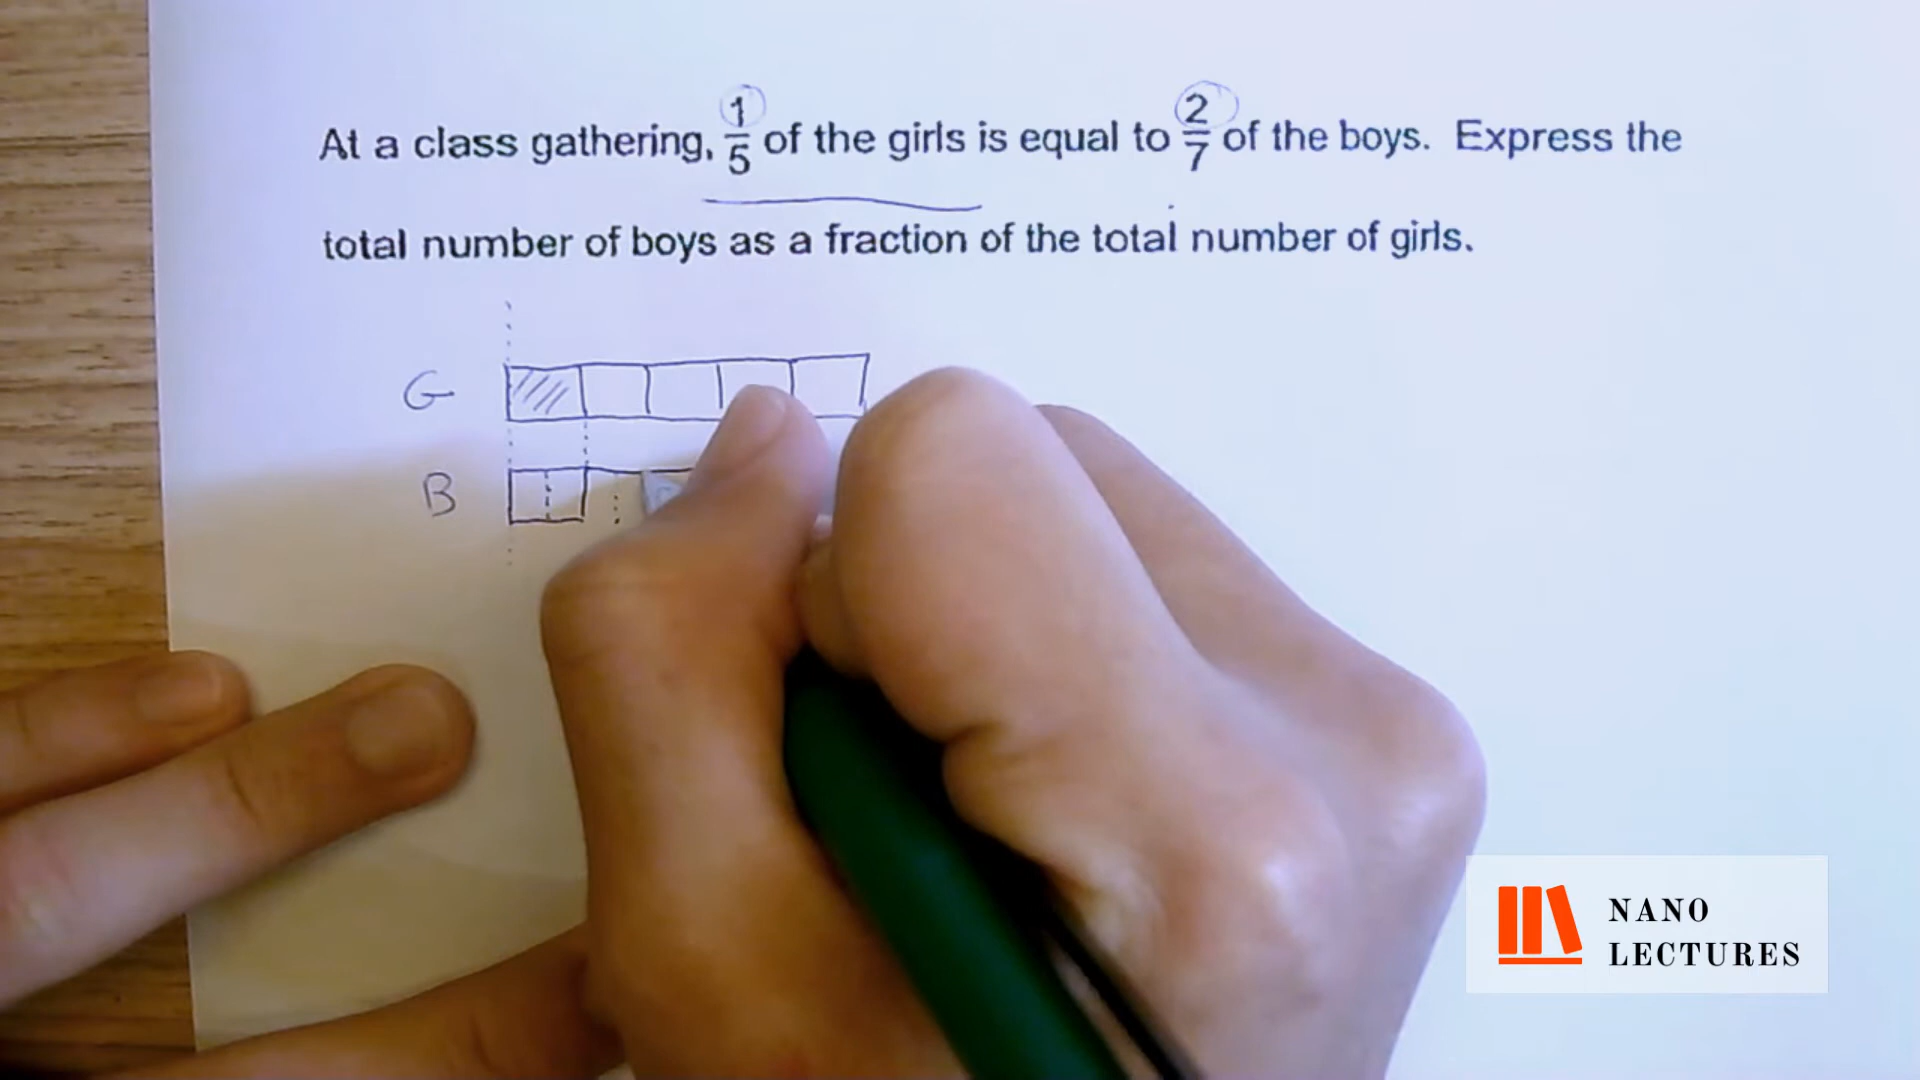 At a class gathering, 1/5 of the girls is equal to 2/7 of the boys. Express the
total number of boys as a fraction of the total number of girls.
G
B
NANO
LECTURES